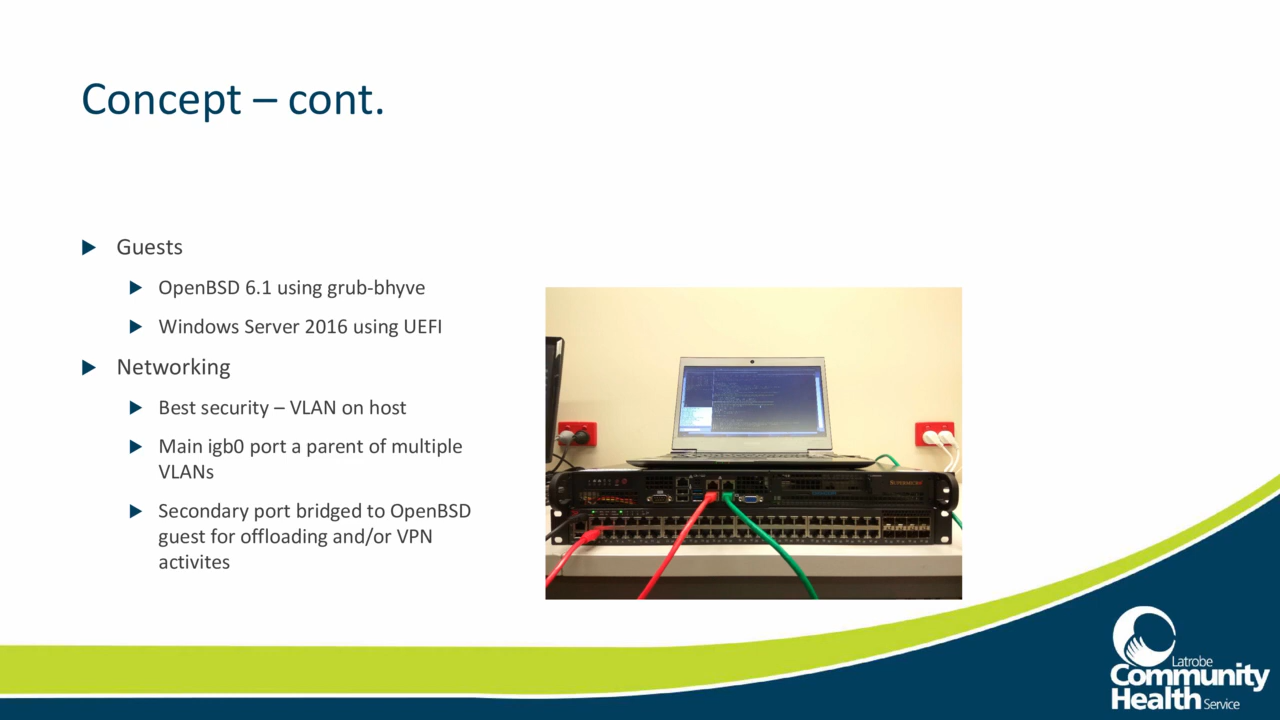 Concept – cont.
Guests
OpenBSD 6.1 using grub-bhyve
Windows Server 2016 using UEFI
Networking
Best security – VLAN on host
Main igb0 port a parent of multiple
VLANs
Secondary port bridged to OpenBSD
guest for offloading and/or VPN
activites
Latrobe
Community
Health Service